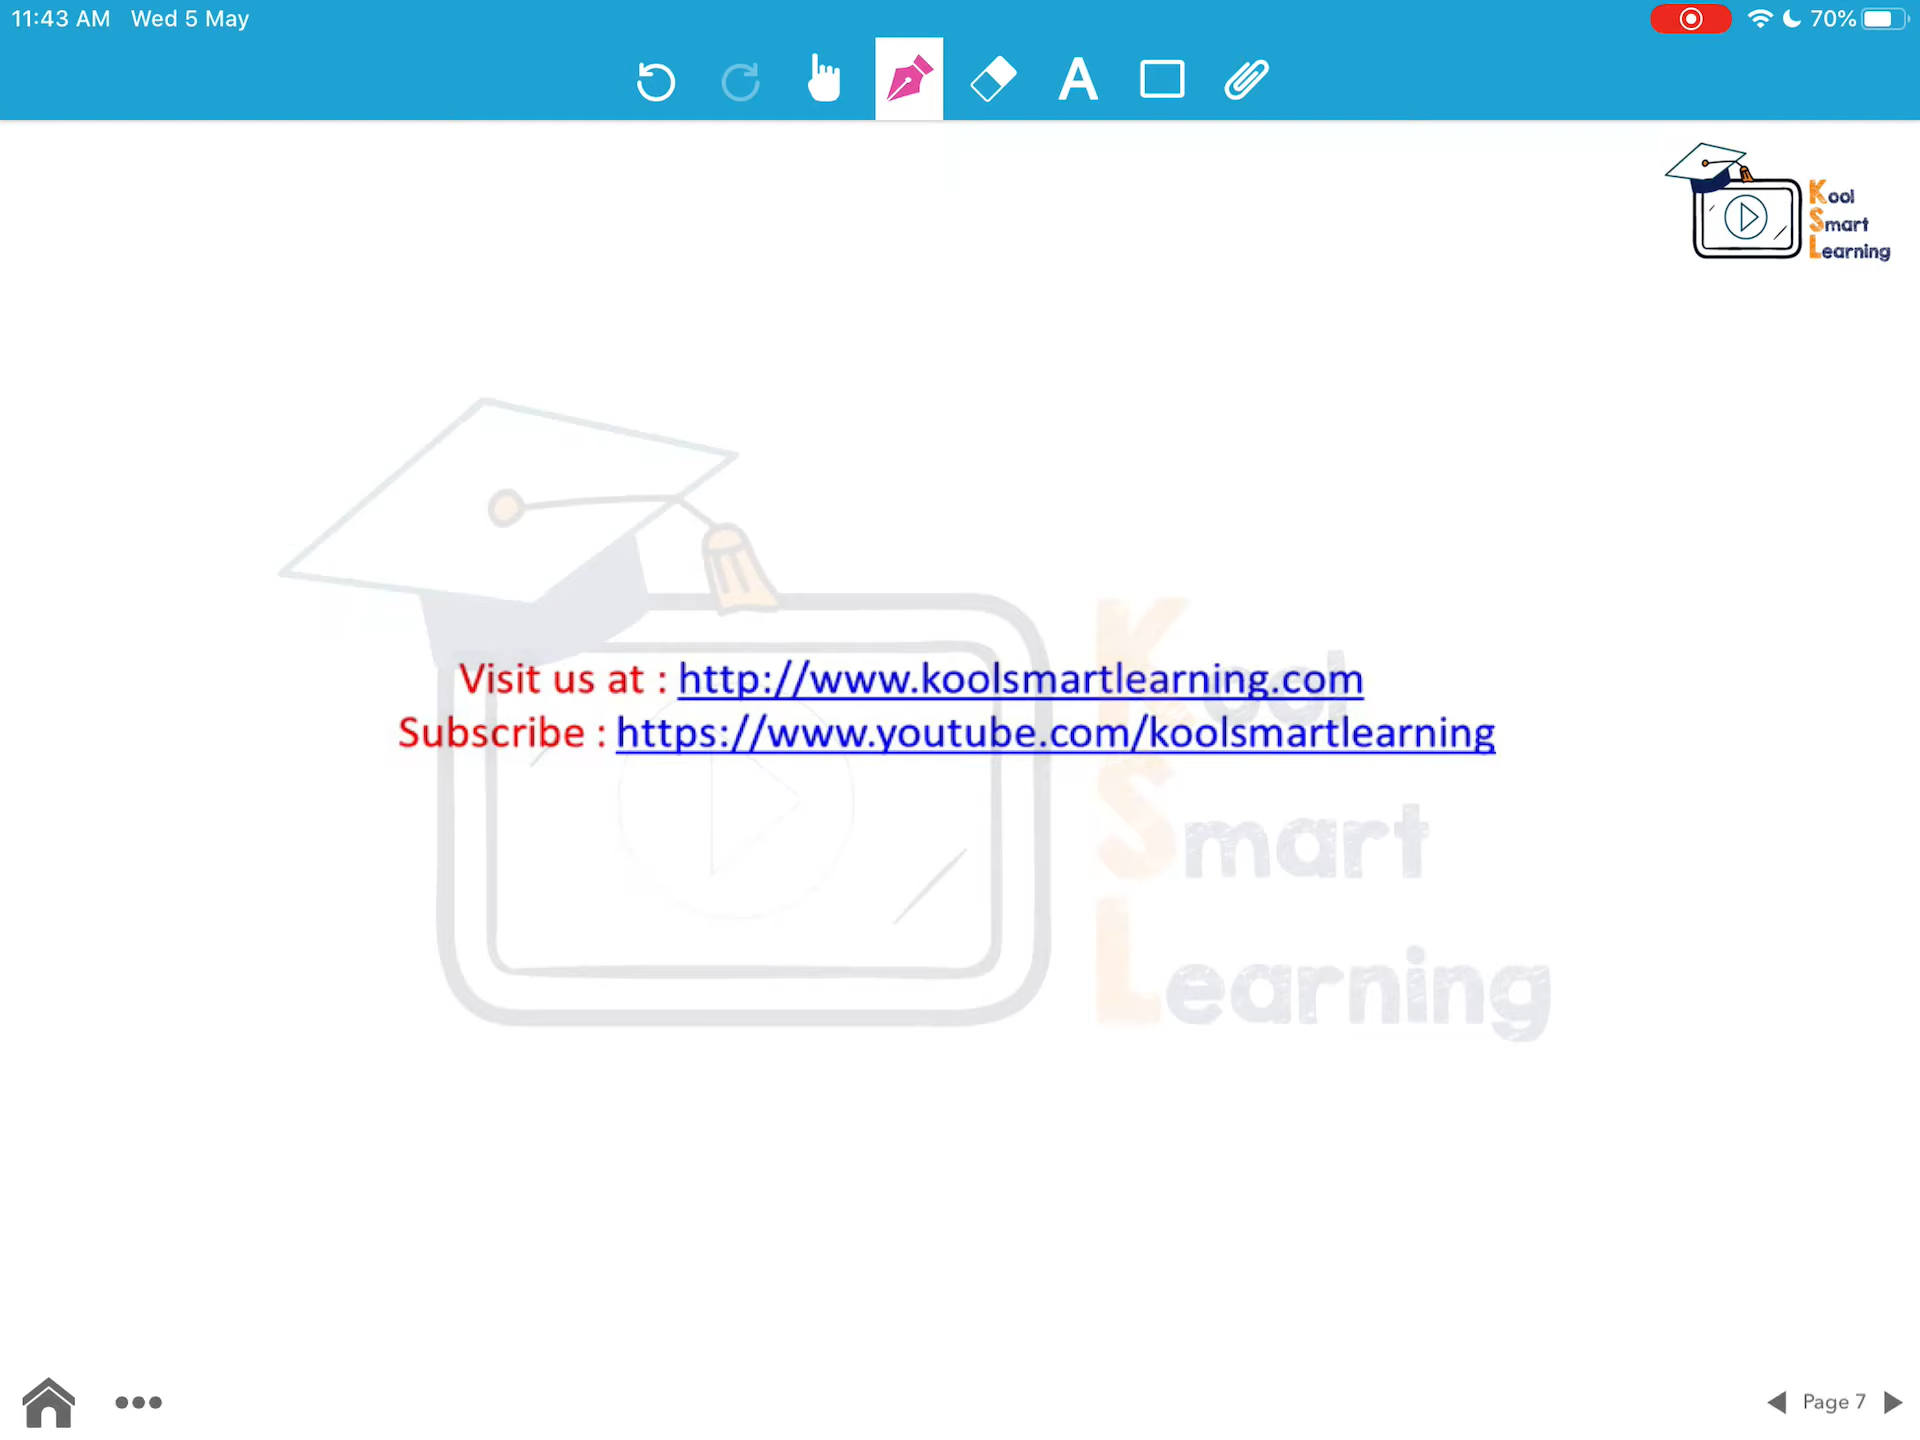 11:43 AM Wed 5 May
70%
A
Kool
Smart
Learning
Visit us at : http://www.koolsmartlearning.com
Subscribe : https://www.youtube.com/koolsmartlearning
Kool
Smart
Learning
Page 7